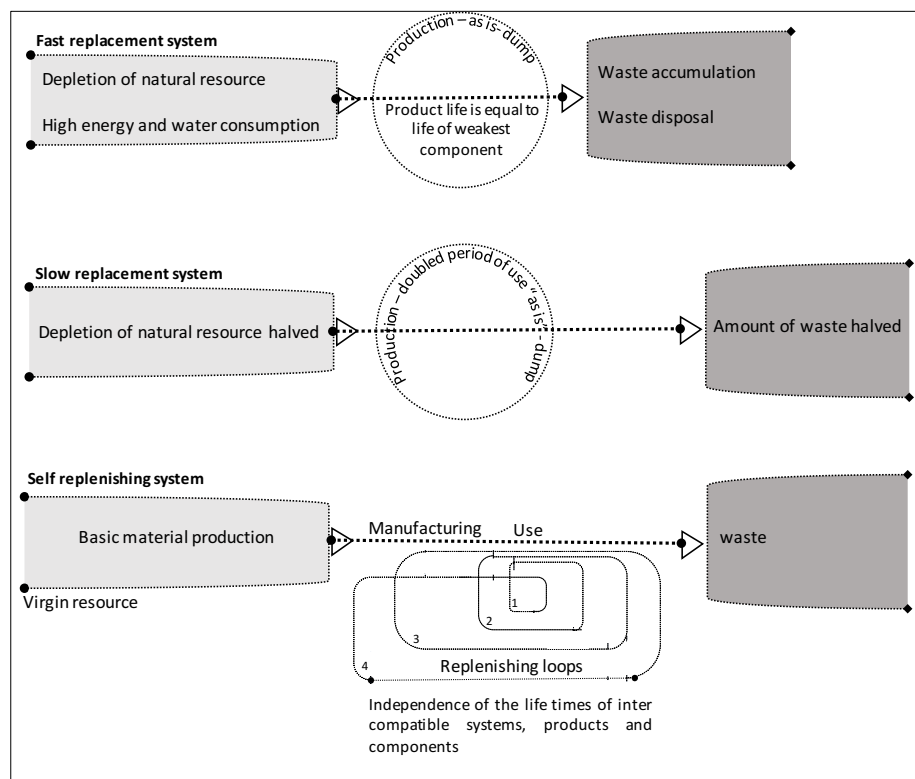 Fast replacement system
Depletion of natural resource
High energy and water consumption
Production – as is-dump
Product life is equal to
life of weakest
component
Waste accumulation
Waste disposal
Slow replacement system
Depletion of natural resource halved
Production – doubled period of use “ as is” - dump
Amount of waste halved
Self replenishing system
Basic material production
Virgin resource
Manufacturing
Use
waste
1
2
3
4
Replenishing loops
Independence of the life times of inter
compatible systems, products and
components